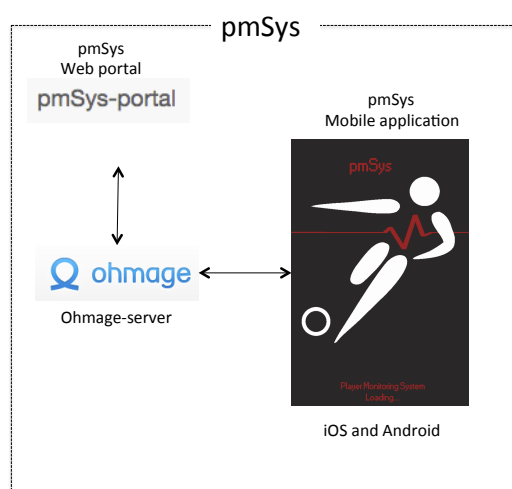 pmSys
pmSys
Web portal
pmSys-portal
pmSys
Mobile application
pmSys
ohmage
Ohmage-server
Player Monitoring System
Loading...
iOS and Android